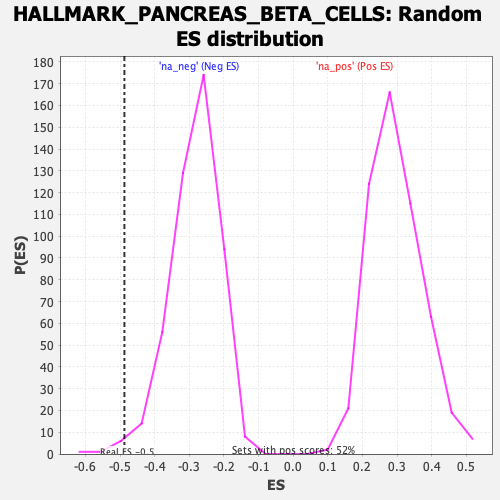 HALLMARK_PANCREAS_BETA_CELLS: Random
ES distribution
'na_neg' (Neg ES)
'na_pos' (Pos ES)
180
170
160
150
140
130
120
110
100
90
80
70
60
50
40
30
20
10
0
P(ES)
Real ES -0.5
Sets with pos scores: 52%
-0.6 -0.5 -0.4 -0.3 -0.2 -0.1 0.0 0.1 0.2 0.3 0.4 0.5
ES